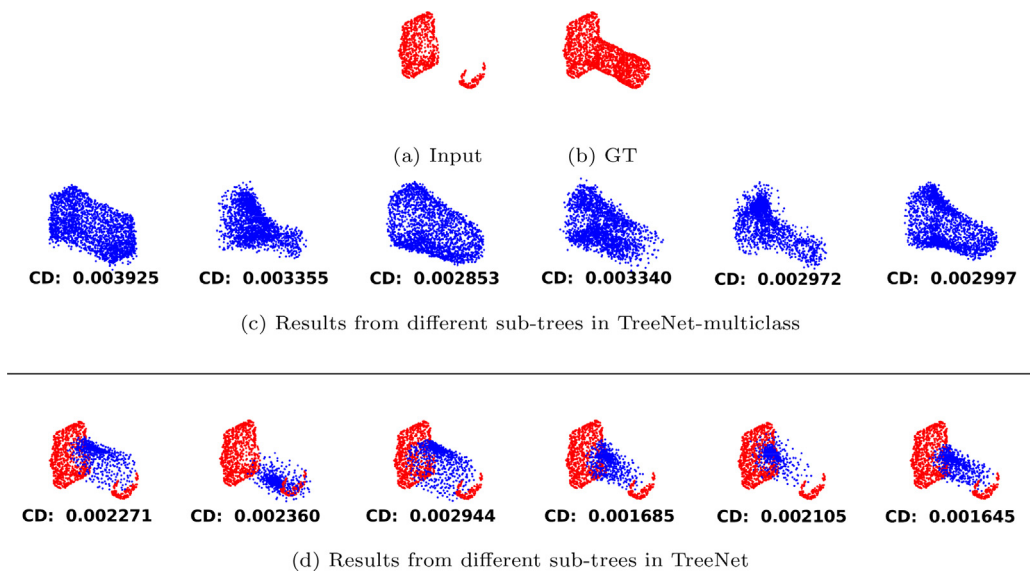 (a) Input (b) GT
CD: 0.003925 CD: 0.003355 CD: 0.002853 CD: 0.003340 CD: 0.002972 CD: 0.002997
(c) Results from different sub-trees in TreeNet-multiclass
CD: 0.002271 CD: 0.002360 CD: 0.002944 CD: 0.001685 CD: 0.002105 CD: 0.001645
(d) Results from different sub-trees in TreeNet